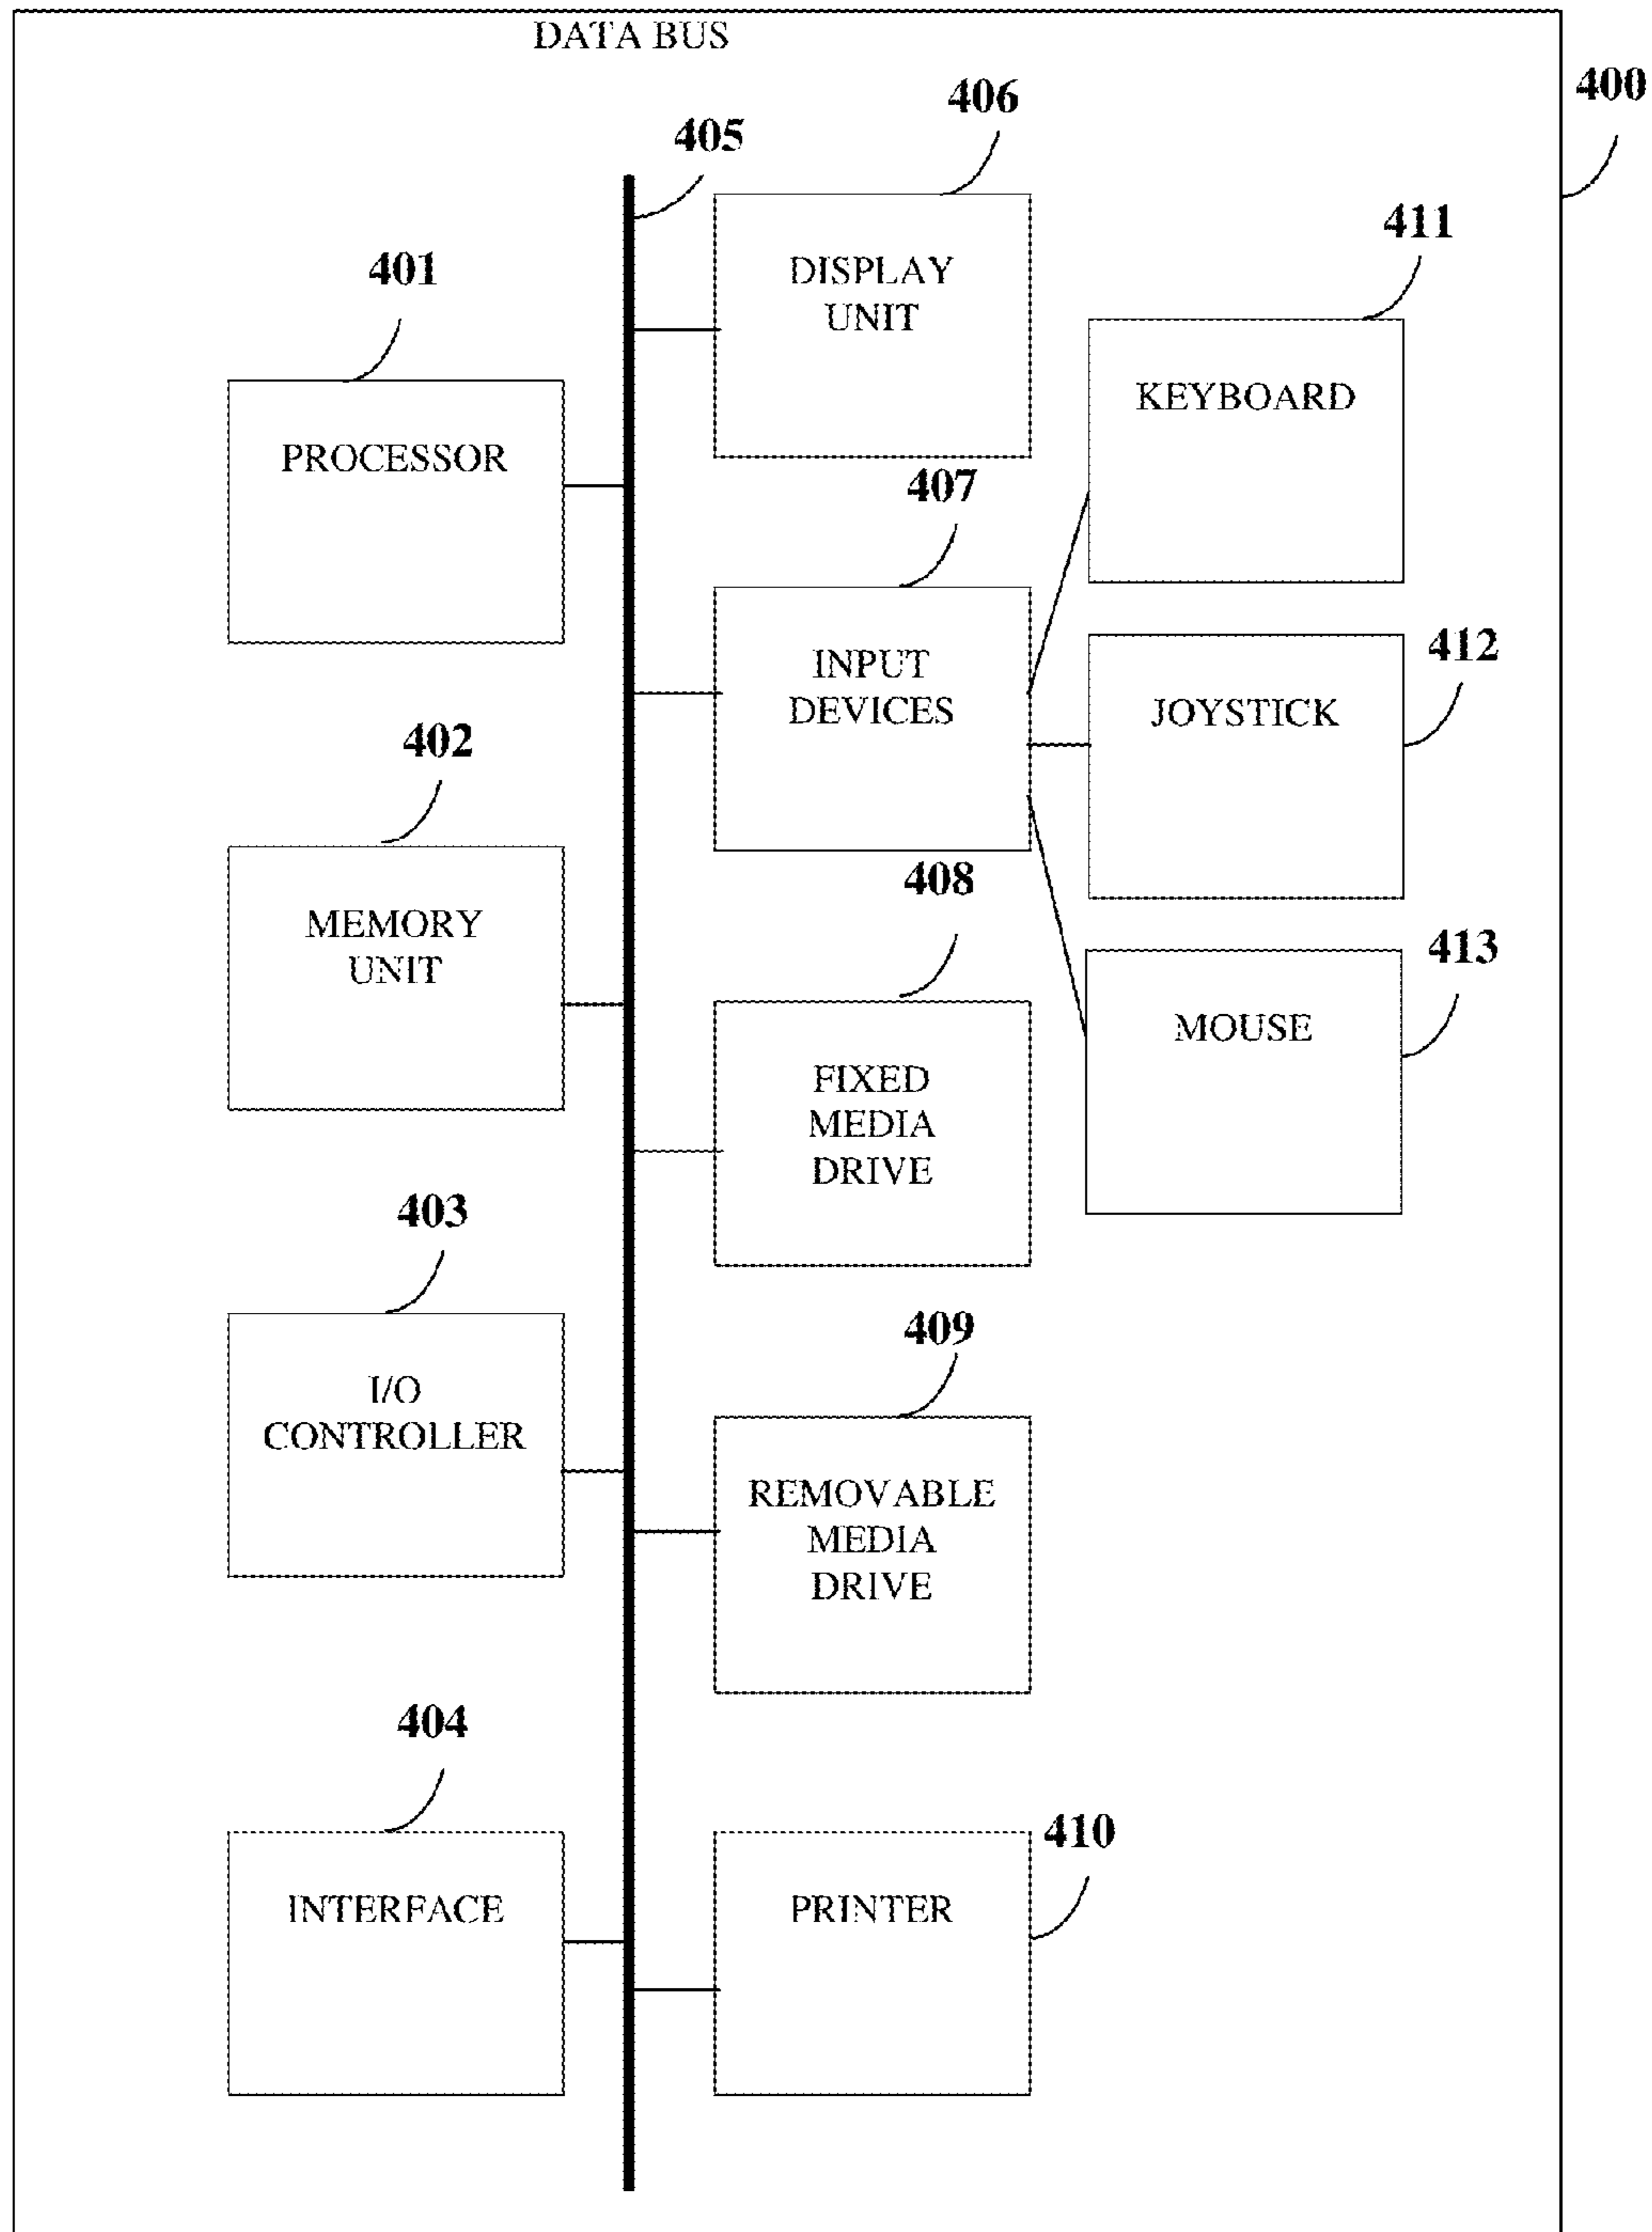 DATA BUS
400
406
405
411
401
DISPLAY
UNIT
KEYBOARD
PROCESSOR
407
412
INPUT
DEVICES
JOYSTICK
402
408
MEMORY
UNIT
413
MOUSE
FIXED
MEDIA
DRIVE
403
409
I/O
CONTROLLER
REMOVABLE
MEDIA
DRIVE
404
410
INTERFACE
PRINTER